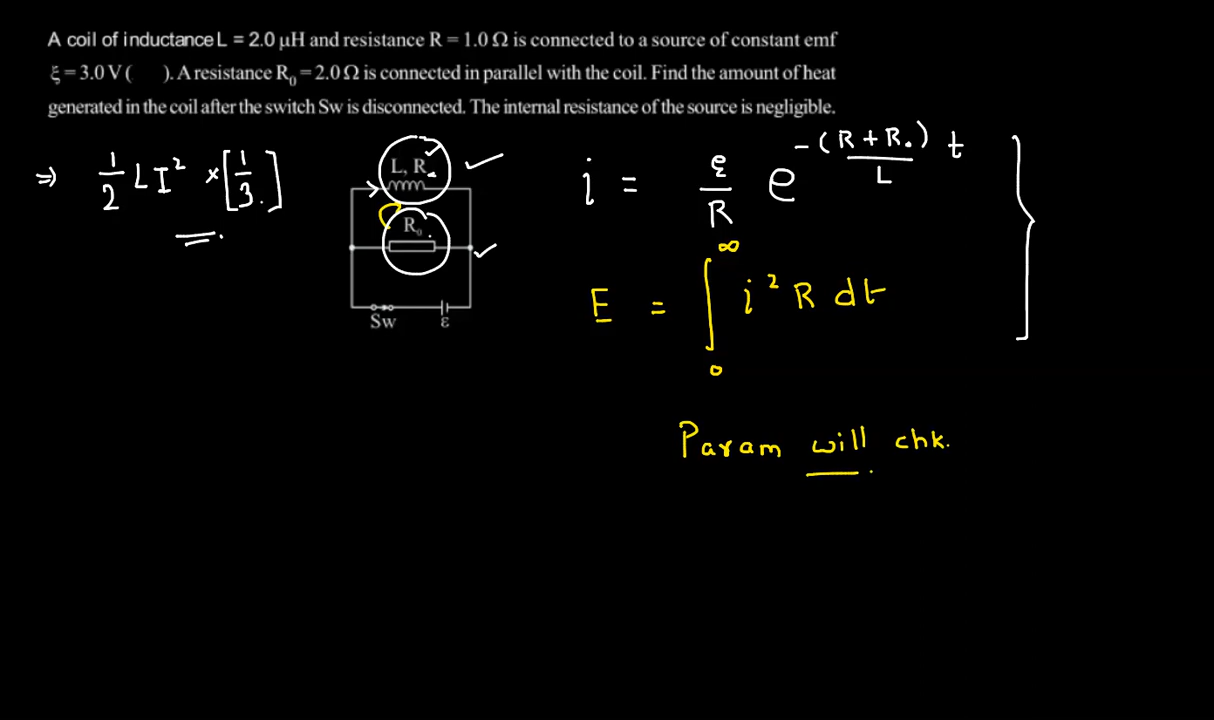 A coil of inductance L = 2.0 μH and resistance R = 1.0 Ω is connected to a source of constant emf
ξ = 3.0 V (     ). A resistance R₀ = 2.0 Ω is connected in parallel with the coil. Find the amount of heat
generated in the coil after the switch Sw is disconnected. The internal resistance of the source is negligible.
⇒ 1/2 LI² × [1/3.]
L, R
R₀
Sw
ε
i = ξ/R e^(-(R+R₀)/L t)
E = ∫₀^∞ i² R dt
Param will chk.